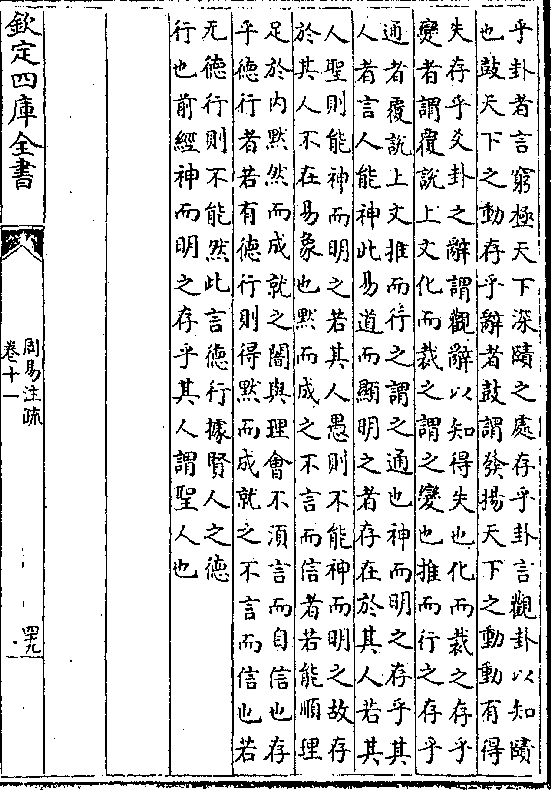 乎卦者言窮極天下深賾之處存乎卦言觀卦以知賾
也鼓天下之動存乎辭者鼓謂發揚天下之動動有得
失存乎爻卦之辭謂觀辭以知得失也化而裁之存乎
變者謂覆說上文化而裁之謂之變也推而行之存乎
通者覆說上文推而行之謂之通也神而明之存乎其
人者言人能神此易道而顯明之者存在於其人若其
人聖則能神而明之若其人愚則不能神而明之故存
於其人不在易象也默而成之不言而信者若能順理
足於内默然而成就之闇與理會不須言而自信也存
乎德行者若有德行則得默而成就之不言而信也若
无德行則不能然此言德行據賢人之德
行也前經神而明之存乎其人謂聖人也
欽定四庫全書
周易注疏
卷十一
四十九